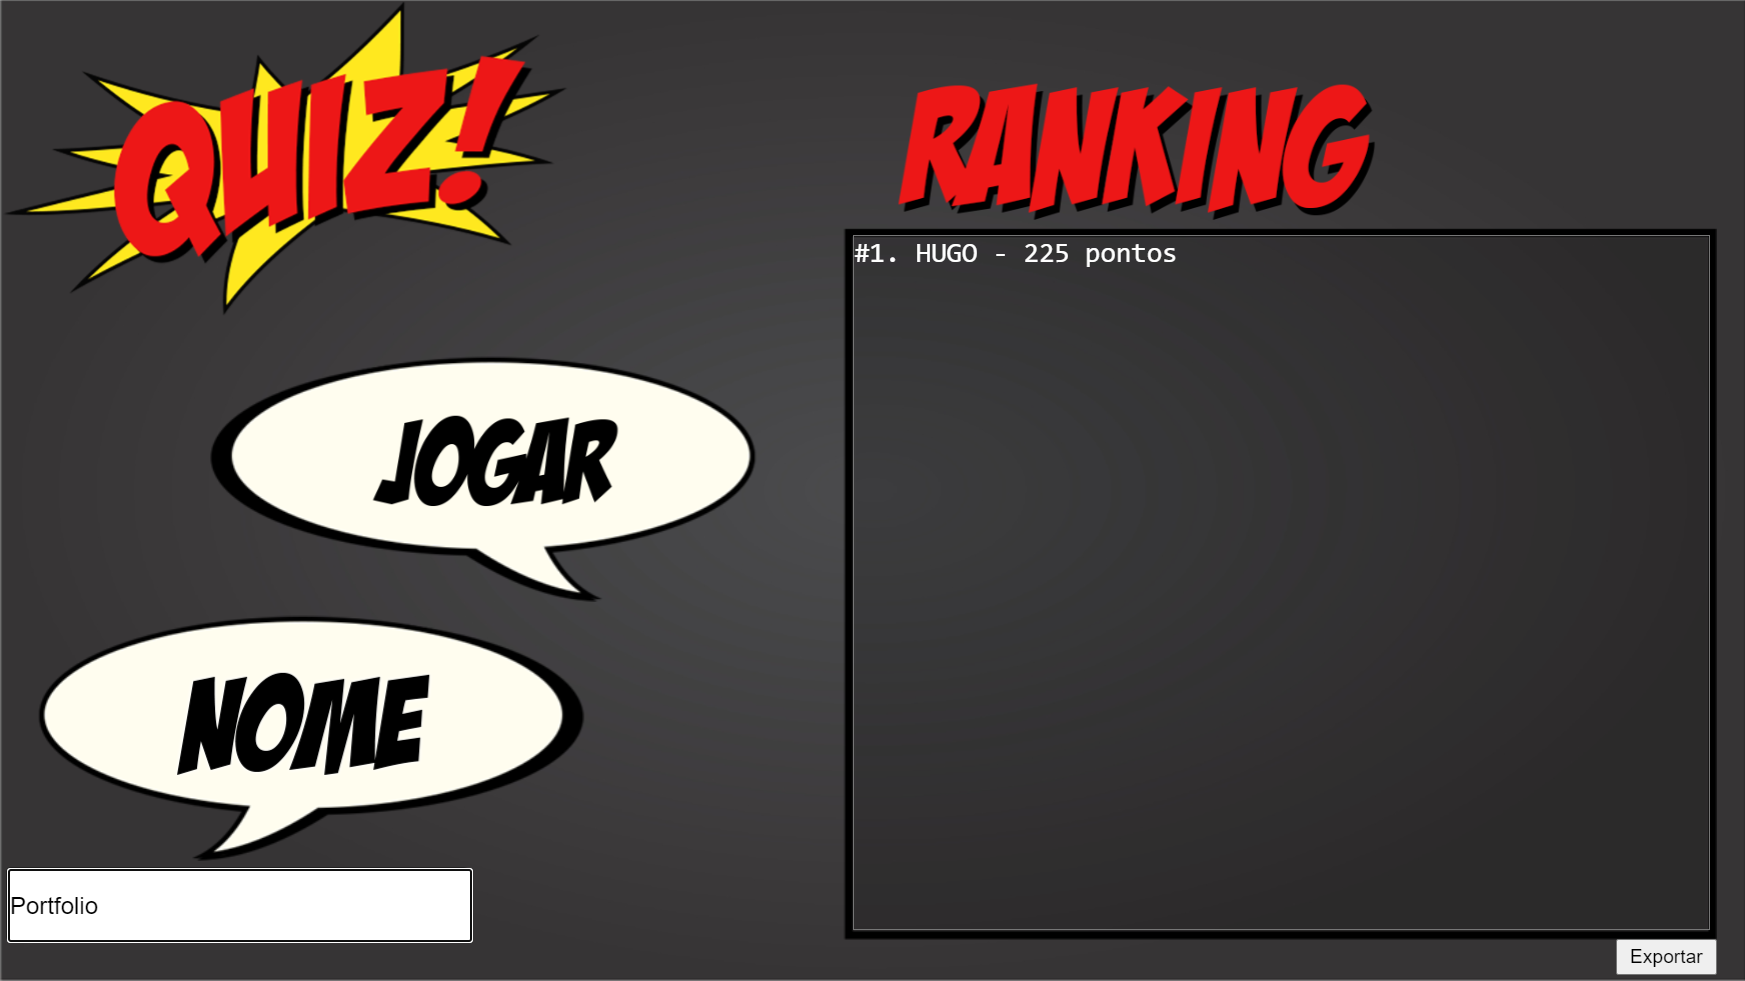 QUIZ!
JOGAR
NOME
Portfolio
RANKING
#1. HUGO - 225 pontos
Exportar